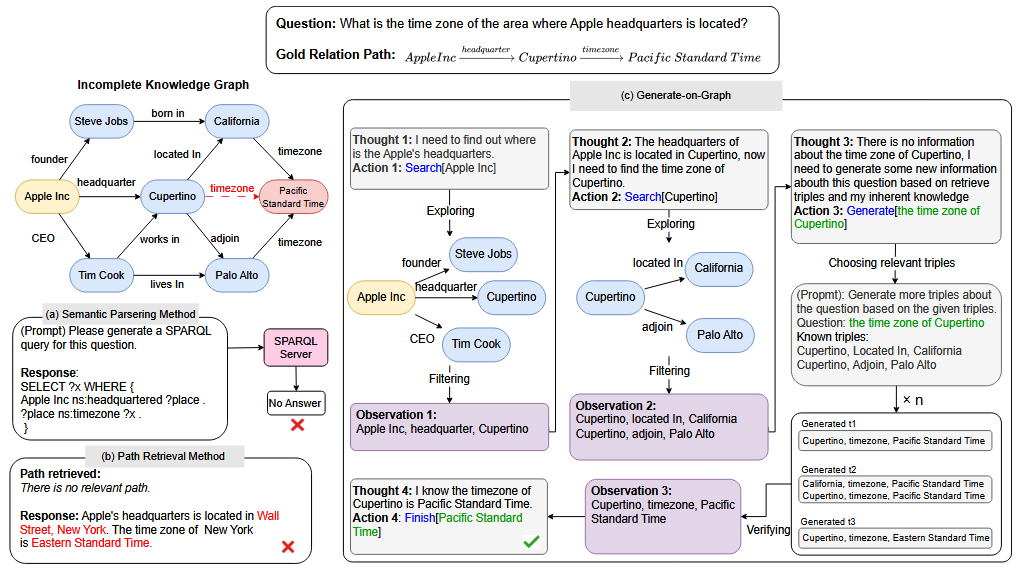 Question: What is the time zone of the area where Apple headquarters is located?
Gold Relation Path: AppleInc headquarter Cupertino timezone Pacific Standard Time
Incomplete Knowledge Graph
Steve Jobs
born in
California
founder
located In
timezone
Apple Inc
headquarter
Cupertino
timezone
Pacific
Standard Time
CEO
works in
adjoin
timezone
Tim Cook
lives In
Palo Alto
(a) Semantic Parsering Method
(Prompt) Please generate a SPARQL
query for this question.
Response:
SELECT ?x WHERE {
Apple Inc ns:headquartered ?place .
?place ns:timezone ?x .
}
SPARQL
Server
No Answer
(b) Path Retrieval Method
Path retrieved:
There is no relevant path.
Response: Apple's headquarters is located in Wall
Street, New York. The time zone of New York
is Eastern Standard Time.
(c) Generate-on-Graph
Thought 1: I need to find out where
is the Apple's headquarters.
Action 1: Search[Apple Inc]
Exploring
Steve Jobs
founder
Apple Inc
headquarter
Cupertino
CEO
Tim Cook
Filtering
Observation 1:
Apple Inc, headquarter, Cupertino
Thought 2: The headquarters of
Apple Inc is located in Cupertino, now
I need to find the time zone of
Cupertino.
Action 2: Search[Cupertino]
Exploring
located In
California
Cupertino
adjoin
Palo Alto
Filtering
Observation 2:
Cupertino, located In, California
Cupertino, adjoin, Palo Alto
Thought 3: There is no information
about the time zone of Cupertino, I
need to generate some new information
abouth this question based on retrieve
triples and my inherent knowledge
Action 3: Generate[the time zone of
Cupertino]
Choosing relevant triples
(Propmt): Generate more triples about
the question based on the given triples.
Question: the time zone of Cupertino
Known triples:
Cupertino, Located In, California
Cupertino, Adjoin, Palo Alto
× n
Generated t1
Cupertino, timezone, Pacific Standard Time
Generated t2
California, timezone, Pacific Standard Time
Cupertino, timezone, Pacific Standard Time
Generated t3
Cupertino, timezone, Eastern Standard Time
Verifying
Observation 3:
Cupertino, timezone, Pacific
Standard Time
Thought 4: I know the timezone of
Cupertino is Pacific Standard Time.
Action 4: Finish[Pacific Standard
Time]